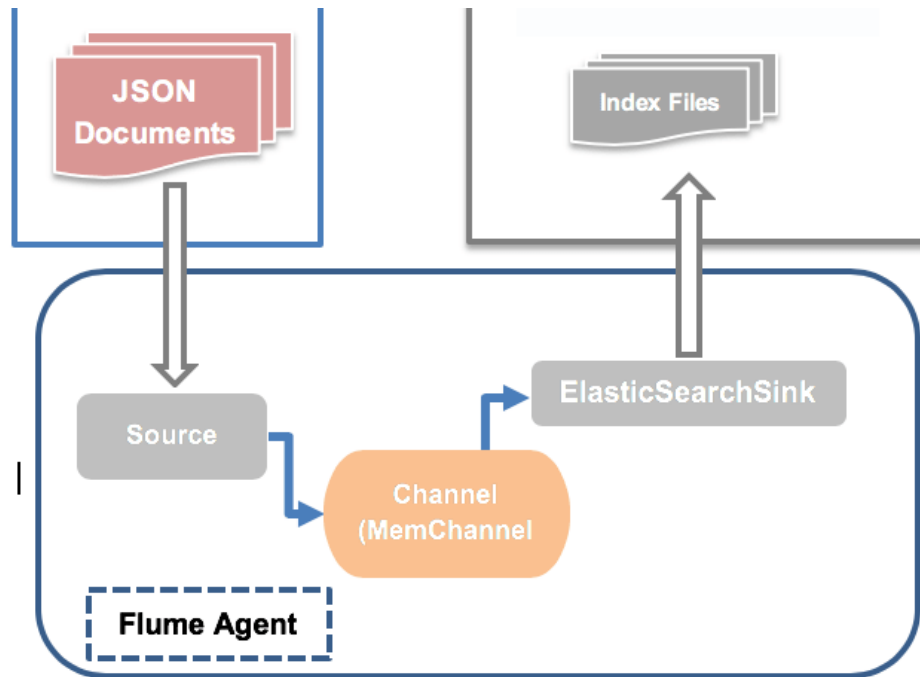 JSON
Documents
Index Files
ElasticSearchSink
Source
Channel
(MemChannel
Flume Agent